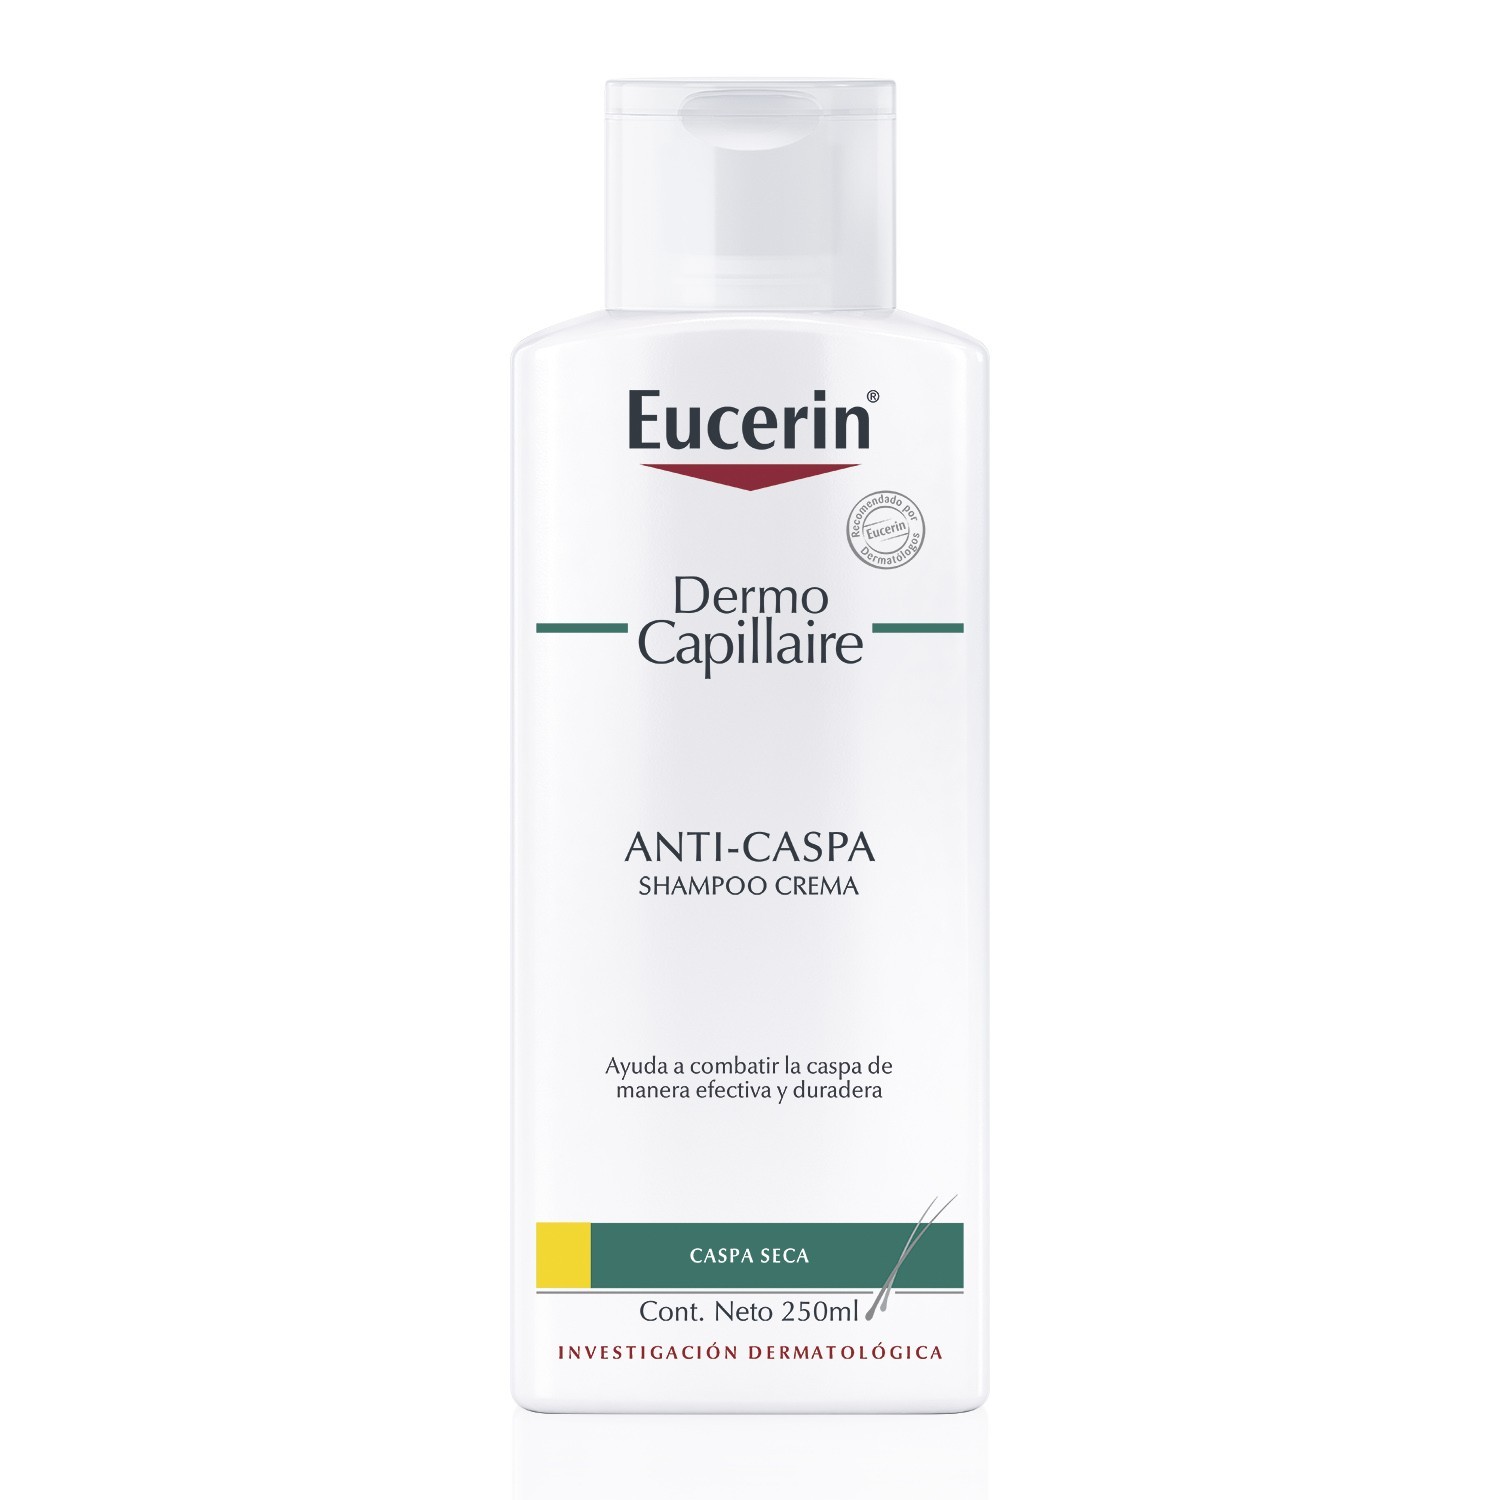 Eucerin®
Recomendado por
Eucerin
Dermatólogos
Dermo
Capillaire
ANTI-CASPA
SHAMPOO CREMA
Ayuda a combatir la caspa de
manera efectiva y duradera
CASPA SECA
Cont. Neto 250ml
INVESTIGACIÓN DERMATOLÓGICA